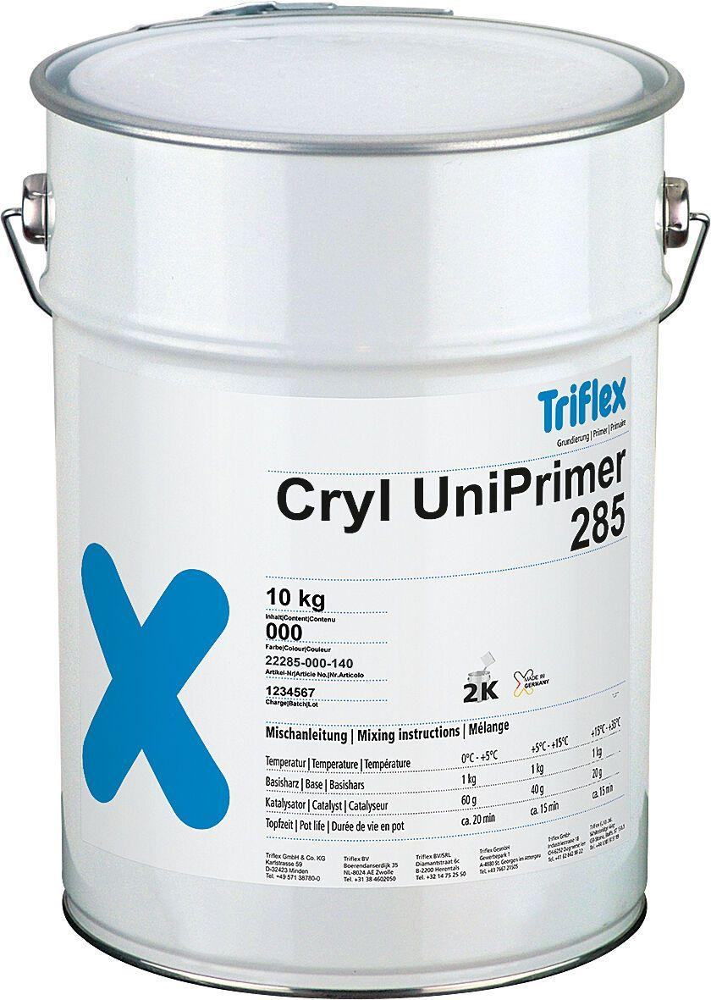 Triflex
Grundierung | Primer | Primaire
Cryl UniPrimer
285
10 kg
Inhalt|Content|Contenu
000
Farbe|Colour|Couleur
22285-000-140
Artikel-Nr|Article No.|Nr.Articolo
1234567
Charge|Batch|Lot
2K
MADE IN
GERMANY
Mischanleitung | Mixing instructions | Mélange
Temperatur | Temperature | Température 0°C - +5°C +5°C - +15°C +15°C - +35°C
Basisharz | Base | Basishars 1 kg 1 kg 1 kg
Katalysator | Catalyst | Catalyseur 60 g 40 g 20 g
Topfzeit | Pot life | Durée de vie en pot ca. 20 min ca. 15 min ca. 15 min
Triflex GmbH & Co. KG
Karlstrasse 59
D-32423 Minden
Tel. +49 571 38780-0
Triflex BV
Boerendanserdijk 35
NL-8024 AE Zwolle
Tel. +31 38 4602050
Triflex BV/SRL
Diamantstraat 6c
B-2200 Herentals
Tel. +32 14 75 25 50
Triflex GesmbH
Gewerbepark 1
A-4880 St. Georgen im Attergau
Tel. +43 7667 21505
Triflex GmbH
Industriestrasse 18
CH-6252 Dagmersellen